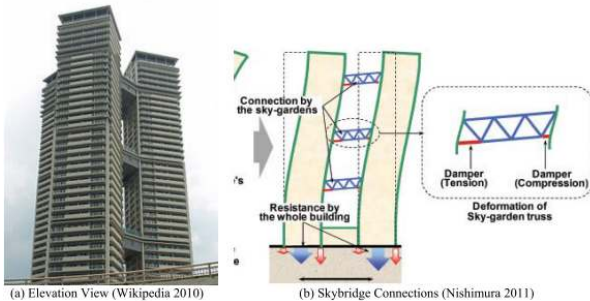 Connection by
the sky-gardens
Resistance by
the whole building
Damper
(Tension)
Damper
(Compression)
Deformation of
Sky-garden truss
(a) Elevation View (Wikipedia 2010)
(b) Skybridge Connections (Nishimura 2011)